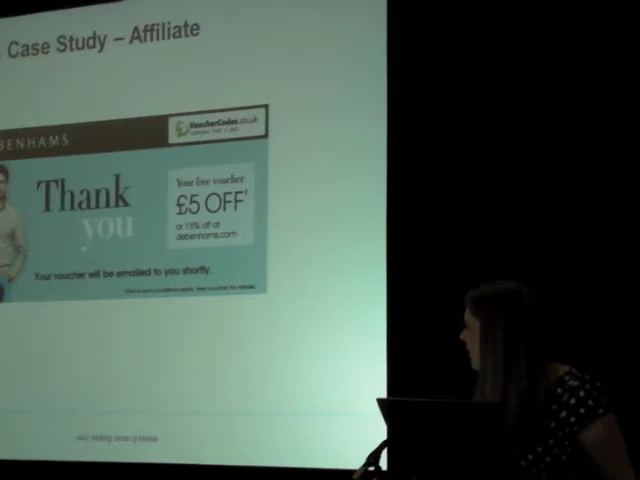 Case Study – Affiliate
BENHAMS
VoucherCodes.co.uk
Thank
you
Your free voucher
£5 OFF†
or 15% off at
debenhams.com
Your voucher will be emailed to you shortly.